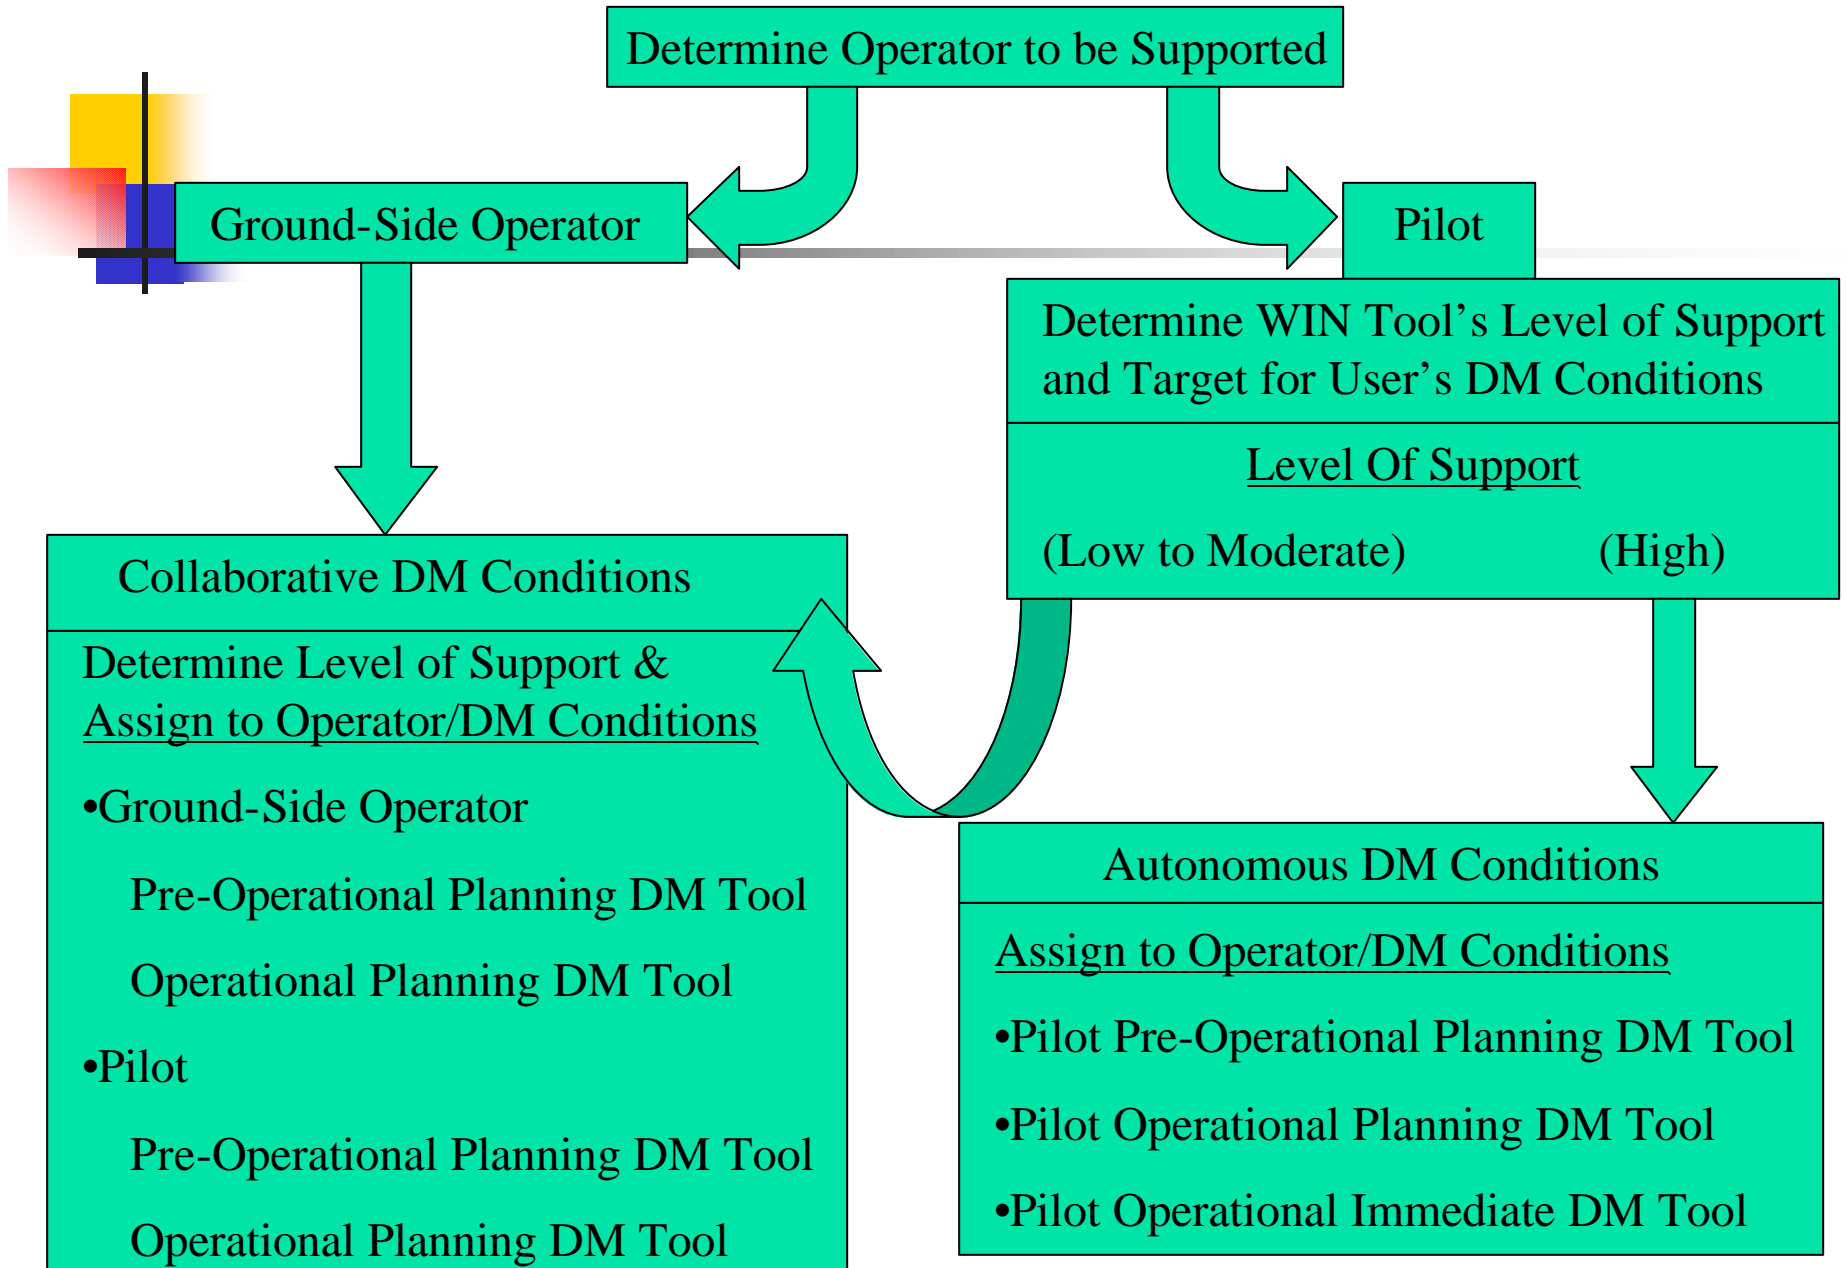 Determine Operator to be Supported
Ground-Side Operator
Pilot
Determine WIN Tool’s Level of Support
and Target for User’s DM Conditions
Level Of Support
(Low to Moderate) (High)
Collaborative DM Conditions
Determine Level of Support &
Assign to Operator/DM Conditions
•Ground-Side Operator
Pre-Operational Planning DM Tool
Operational Planning DM Tool
•Pilot
Pre-Operational Planning DM Tool
Operational Planning DM Tool
Autonomous DM Conditions
Assign to Operator/DM Conditions
•Pilot Pre-Operational Planning DM Tool
•Pilot Operational Planning DM Tool
•Pilot Operational Immediate DM Tool